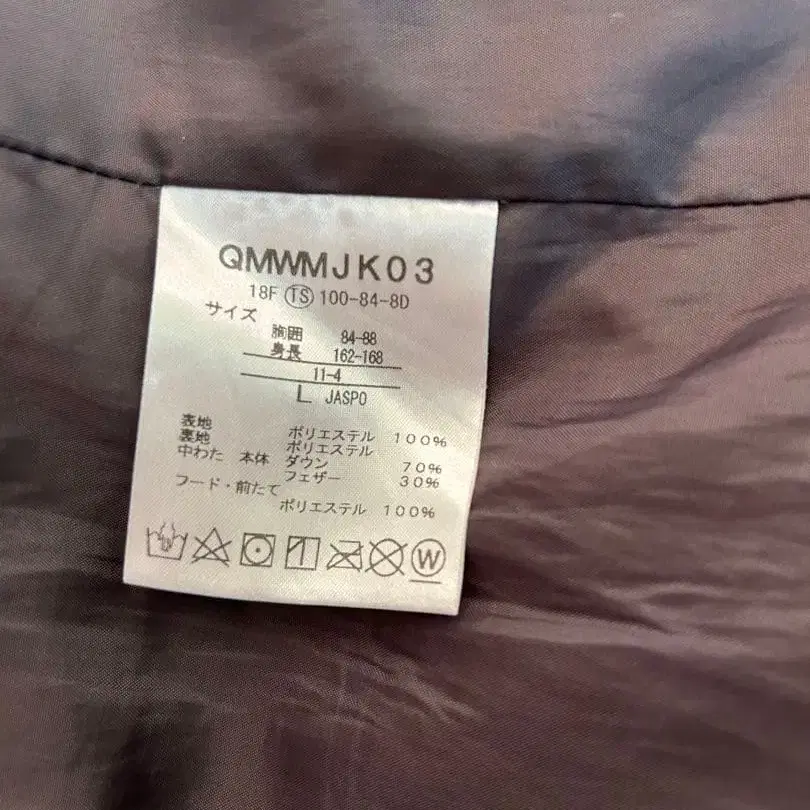 QMWMJK03
18F TS 100-84-8D
サイズ
胸囲 84-88
身長 162-168
11-4
L JASPO
表地 ポリエステル 100%
裏地 ポリエステル
中わた 本体 ダウン 70%
フェザー 30%
フード・前たて
ポリエステル 100%
W